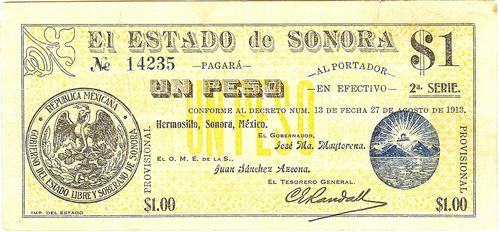 El ESTADO de SONORA $1
№ 14235 —PAGARÁ— AL PORTADOR
UN PESO —EN EFECTIVO— 2ª SERIE.
CONFORME AL DECRETO NUM. 13 DE FECHA 27 DE AGOSTO DE 1913.
Hermosillo, Sonora, México.
UN PESO
EL GOBERNADOR,
José Ma. Maytorena.
EL O. M. E. DE LA S.,
Juan Sánchez Azcona.
EL TESORERO GENERAL.
REPUBLICA MEXICANA
GOBIERNO DEL ESTADO LIBRE Y SOBERANO DE SONORA
PROVISIONAL
PROVISIONAL
$1.00 $1.00
IMP. DEL ESTADO